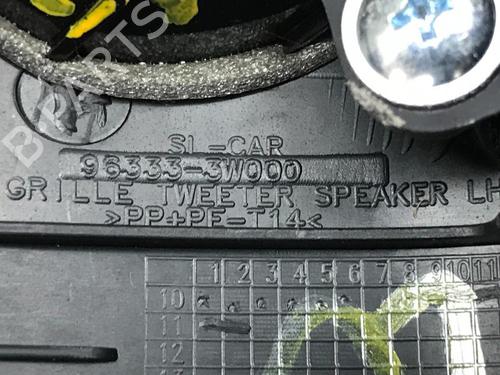 SL-CAR
96333-3W000
GRILLE TWEETER SPEAKER LH
>PP+PE-T14<
1 2 3 4 5 6 7 8 9 10 11
10
11
12